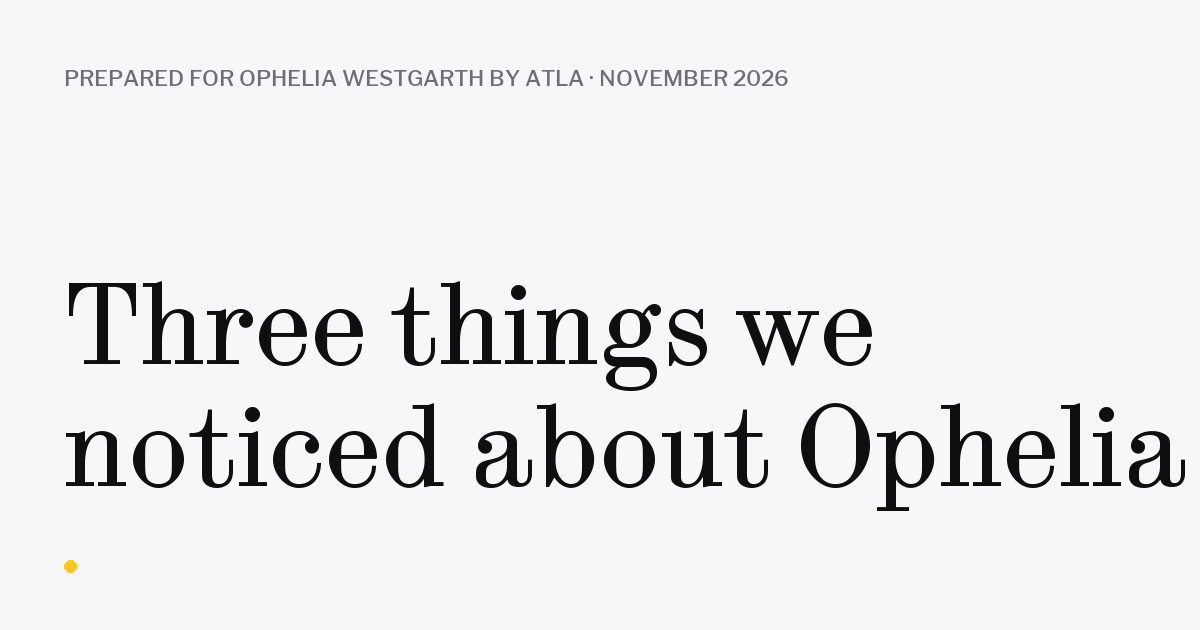 PREPARED FOR OPHELIA WESTGARTH BY ATLA · NOVEMBER 2026
Three things we
noticed about Ophelia